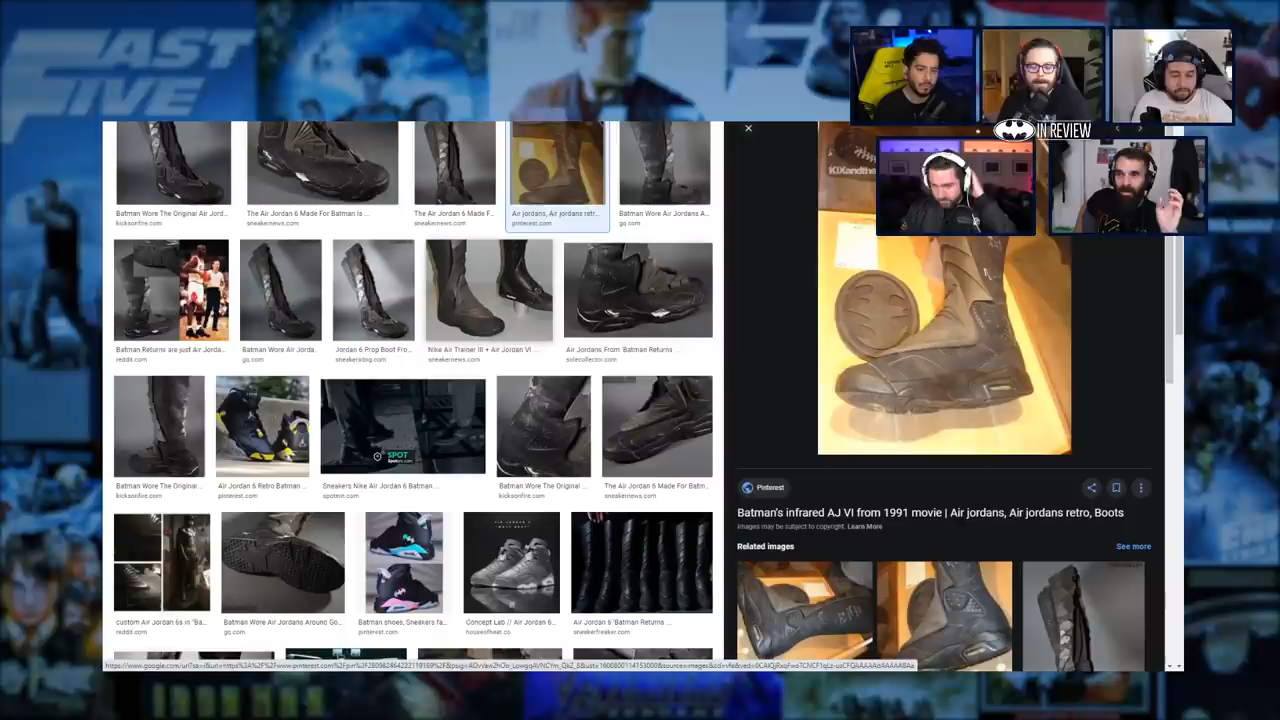 FAST
FIVE
IN REVIEW
KIXandthe
Batman Wore The Original Air Jord...
kicksonfire.com
The Air Jordan 6 Made For Batman Is ...
sneakernews.com
The Air Jordan 6 Made F...
sneakernews.com
Air jordans, Air jordans retr...
pinterest.com
Batman Wore Air Jordans A...
gq.com
Batman Returns are just Air Jorda...
reddit.com
Batman Wore Air Jorda...
gq.com
Jordan 6 Prop Boot Fro...
sneakersdog.com
Nike Air Trainer III + Air Jordan VI ...
sneakernews.com
Air Jordans From 'Batman Returns ...
solecollector.com
Batman Wore The Original...
kicksonfire.com
Air Jordan 6 Retro Batman ...
pinterest.com
SPOT
Sneakers Nike Air Jordan 6 Batman ...
spotern.com
Batman Wore The Original ...
kicksonfire.com
The Air Jordan 6 Made For Batm...
sneakernews.com
custom Air Jordan 6s in "Ba...
reddit.com
Batman Wore Air Jordans Around Go...
gq.com
Batman shoes, Sneakers fa...
pinterest.com
Concept Lab // Air Jordan 6...
houseofheat.co
Air Jordan 6 "Batman Returns ...
sneakerfreaker.com
Pinterest
Batman's infrared AJ VI from 1991 movie | Air jordans, Air jordans retro, Boots
Images may be subject to copyright. Learn More
Related images
See more